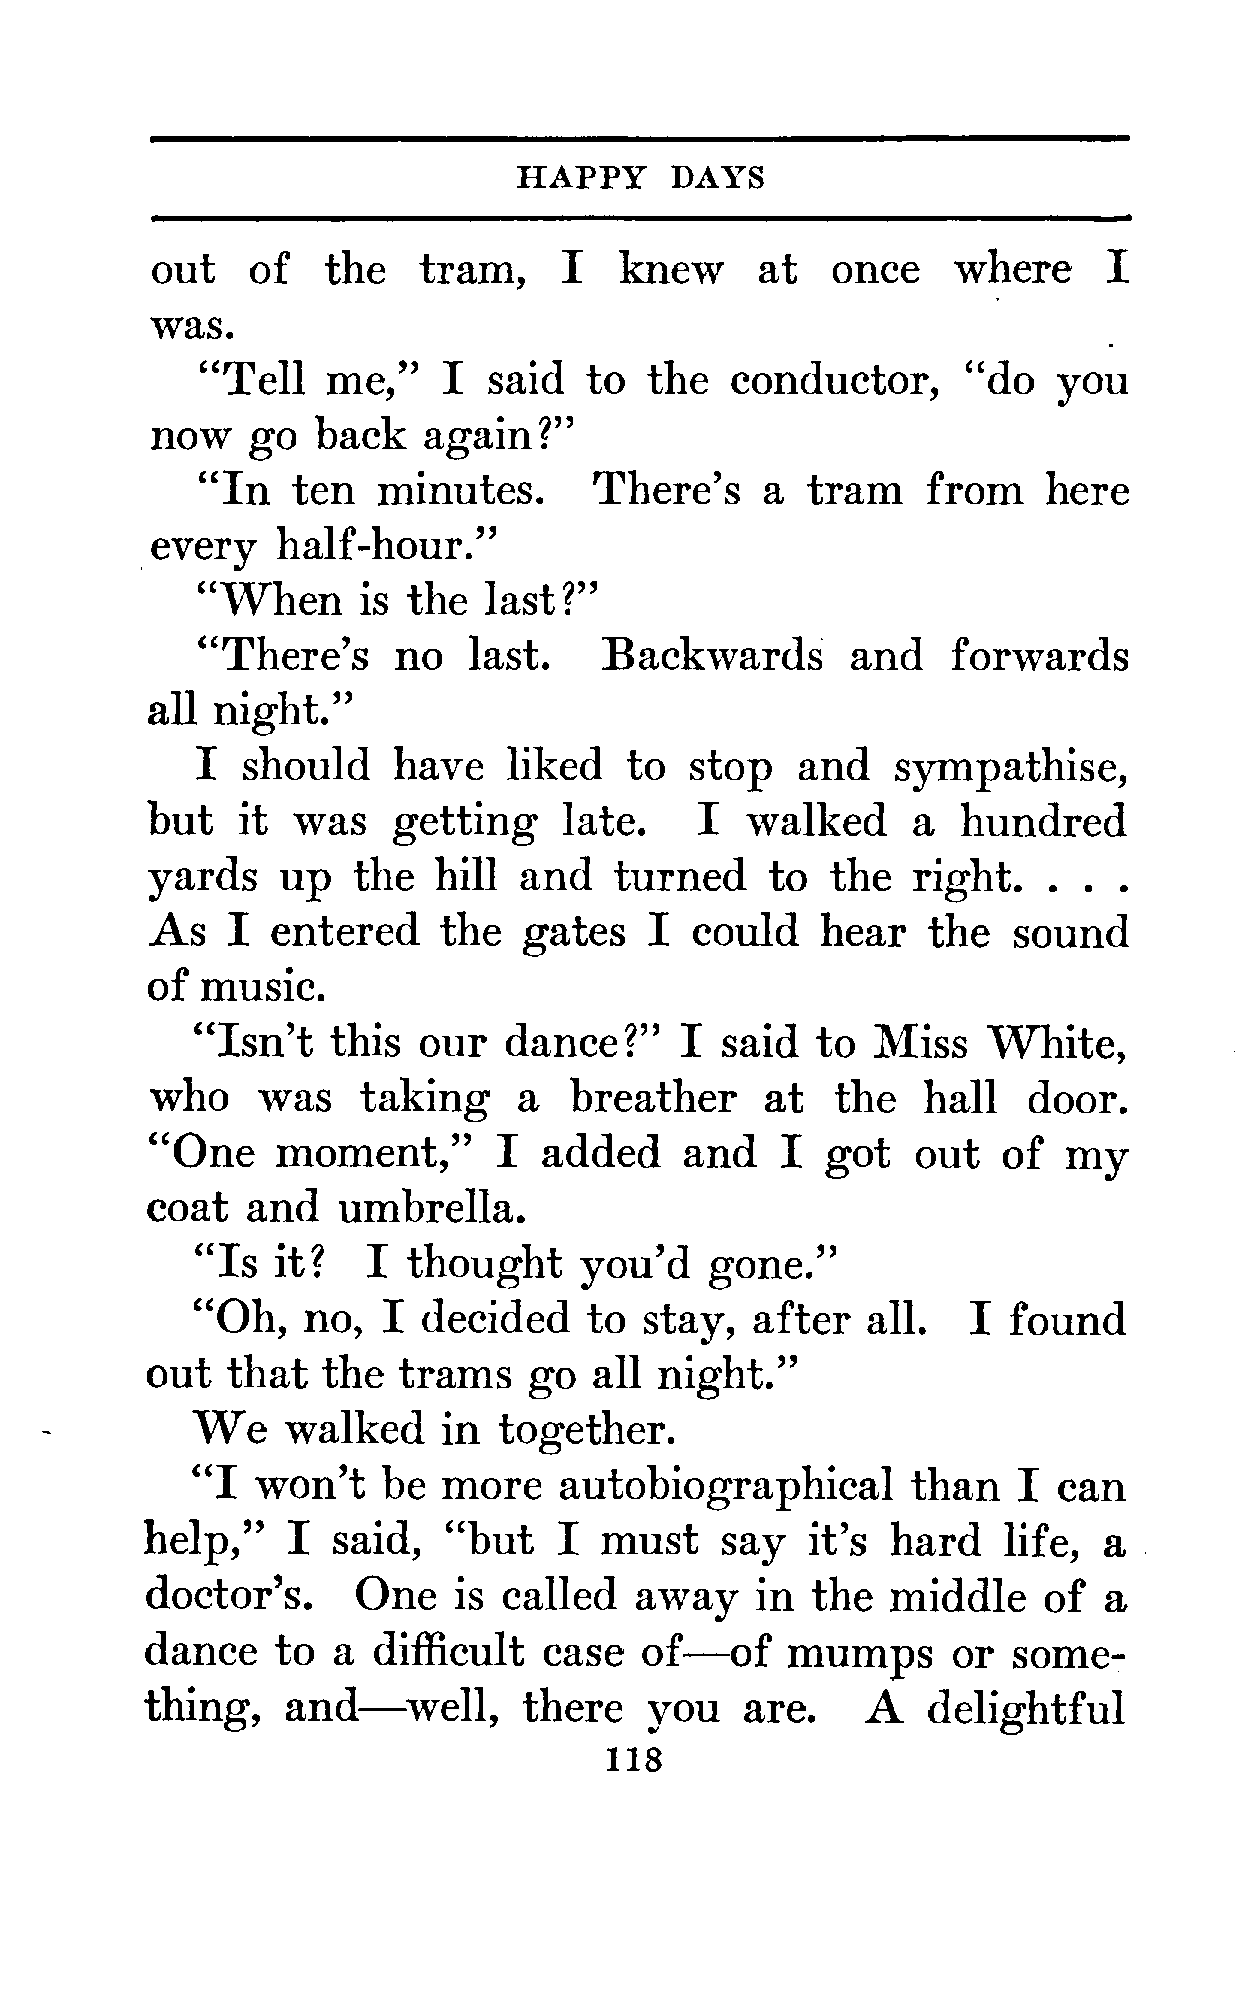 HAPPY DAYS
out of the tram, I knew at once where I
was.
“Tell me,” I said to the conductor, “do you
now go back again?”
“In ten minutes. There’s a tram from here
every half-hour.”
“When is the last?”
“There’s no last. Backwards and forwards
all night.”
I should have liked to stop and sympathise,
but it was getting late. I walked a hundred
yards up the hill and turned to the right. . . .
As I entered the gates I could hear the sound
of music.
“Isn’t this our dance?” I said to Miss White,
who was taking a breather at the hall door.
“One moment,” I added and I got out of my
coat and umbrella.
“Is it? I thought you’d gone.”
“Oh, no, I decided to stay, after all. I found
out that the trams go all night.”
We walked in together.
“I won’t be more autobiographical than I can
help,” I said, “but I must say it’s hard life, a
doctor’s. One is called away in the middle of a
dance to a difficult case of—of mumps or some-
thing, and—well, there you are. A delightful
118